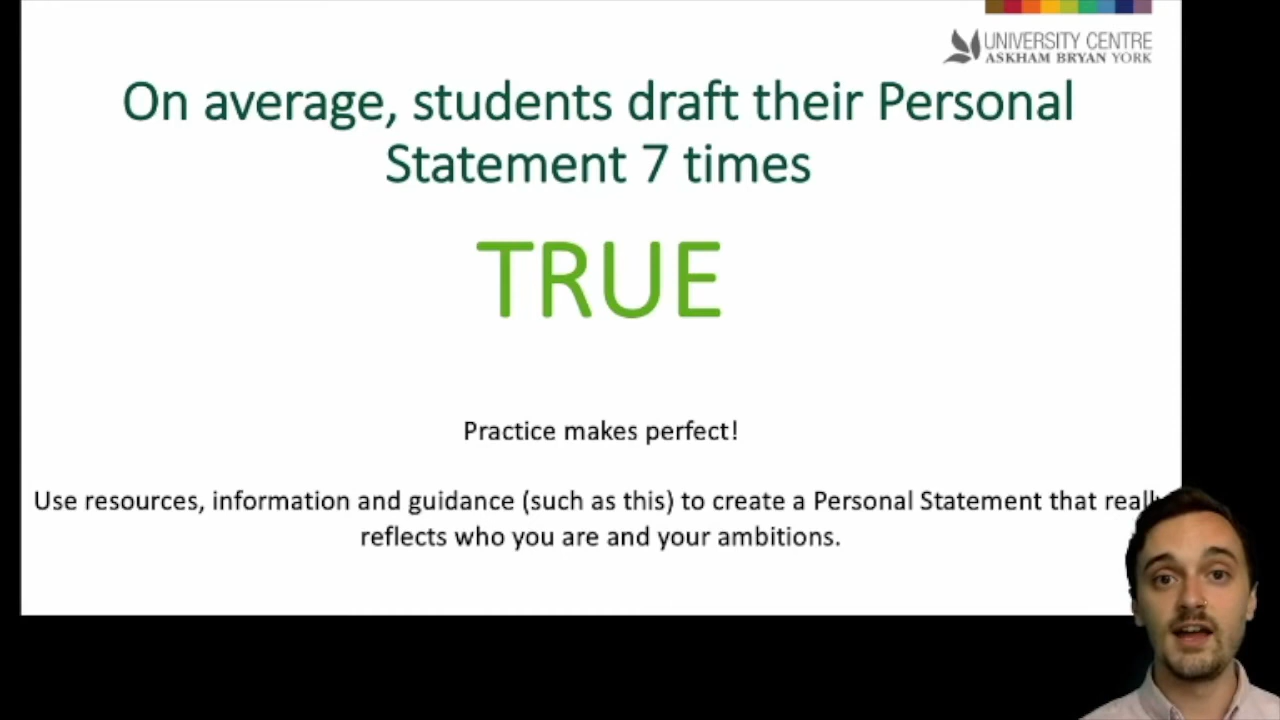 UNIVERSITY CENTRE
ASKHAM BRYAN YORK
On average, students draft their Personal
Statement 7 times
TRUE
Practice makes perfect!
Use resources, information and guidance (such as this) to create a Personal Statement that really
reflects who you are and your ambitions.